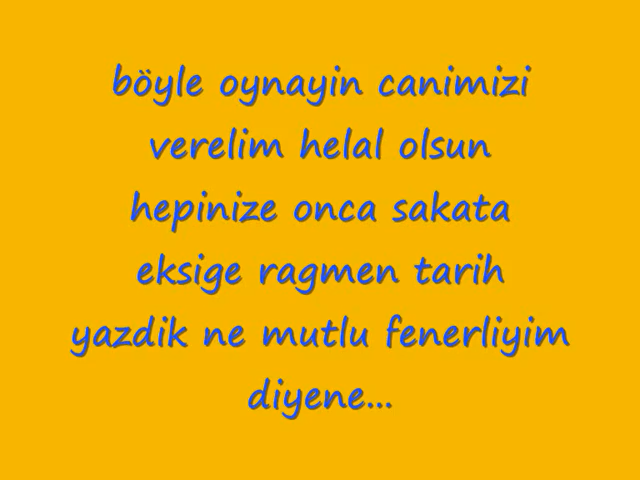 böyle oynayin canimizi
verelim helal olsun
hepinize onca sakata
eksige ragmen tarih
yazdik ne mutlu fenerliyim
diyene...